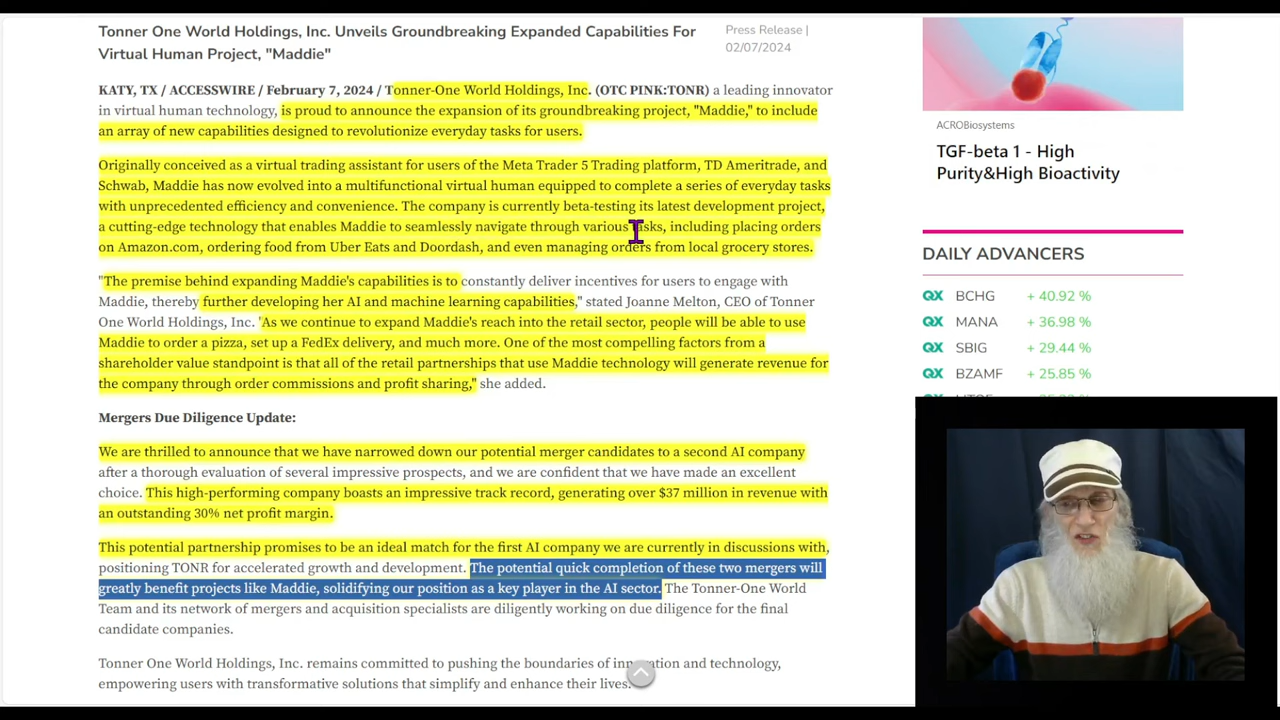 Tonner One World Holdings, Inc. Unveils Groundbreaking Expanded Capabilities For
Virtual Human Project, "Maddie"
Press Release |
02/07/2024
KATY, TX / ACCESSWIRE / February 7, 2024 / Tonner-One World Holdings, Inc. (OTC PINK:TONR) a leading innovator
in virtual human technology, is proud to announce the expansion of its groundbreaking project, "Maddie," to include
an array of new capabilities designed to revolutionize everyday tasks for users.
Originally conceived as a virtual trading assistant for users of the Meta Trader 5 Trading platform, TD Ameritrade, and
Schwab, Maddie has now evolved into a multifunctional virtual human equipped to complete a series of everyday tasks
with unprecedented efficiency and convenience. The company is currently beta-testing its latest development project,
a cutting-edge technology that enables Maddie to seamlessly navigate through various tasks, including placing orders
on Amazon.com, ordering food from Uber Eats and Doordash, and even managing orders from local grocery stores.
"The premise behind expanding Maddie's capabilities is to constantly deliver incentives for users to engage with
Maddie, thereby further developing her AI and machine learning capabilities," stated Joanne Melton, CEO of Tonner
One World Holdings, Inc. "As we continue to expand Maddie's reach into the retail sector, people will be able to use
Maddie to order a pizza, set up a FedEx delivery, and much more. One of the most compelling factors from a
shareholder value standpoint is that all of the retail partnerships that use Maddie technology will generate revenue for
the company through order commissions and profit sharing," she added.
Mergers Due Diligence Update:
We are thrilled to announce that we have narrowed down our potential merger candidates to a second AI company
after a thorough evaluation of several impressive prospects, and we are confident that we have made an excellent
choice. This high-performing company boasts an impressive track record, generating over $37 million in revenue with
an outstanding 30% net profit margin.
This potential partnership promises to be an ideal match for the first AI company we are currently in discussions with,
positioning TONR for accelerated growth and development. The potential quick completion of these two mergers will
greatly benefit projects like Maddie, solidifying our position as a key player in the AI sector. The Tonner-One World
Team and its network of mergers and acquisition specialists are diligently working on due diligence for the final
candidate companies.
Tonner One World Holdings, Inc. remains committed to pushing the boundaries of innovation and technology,
empowering users with transformative solutions that simplify and enhance their lives.
ACROBiosystems
TGF-beta 1 - High
Purity&High Bioactivity
DAILY ADVANCERS
QX BCHG + 40.92 %
QX MANA + 36.98 %
QX SBIG + 29.44 %
QX BZAMF + 25.85 %